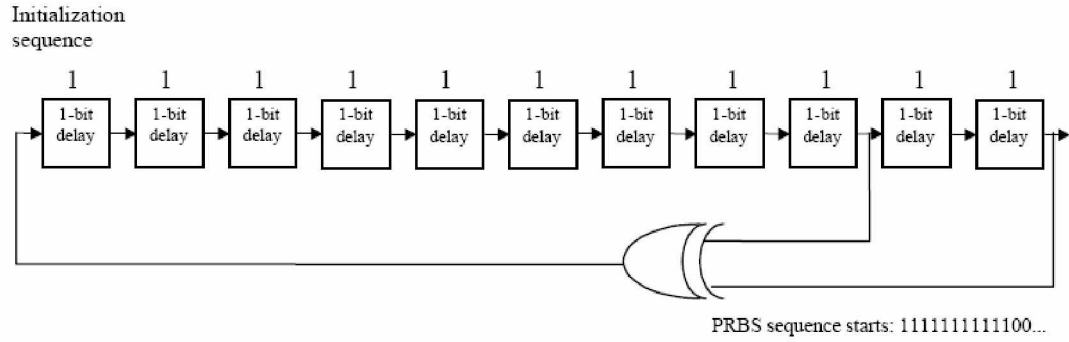 Initialization
sequence
1 1 1 1 1 1 1 1 1 1 1
1-bit 1-bit 1-bit 1-bit 1-bit 1-bit 1-bit 1-bit 1-bit 1-bit 1-bit
delay delay delay delay delay delay delay delay delay delay delay
PRBS sequence starts: 1111111111100...